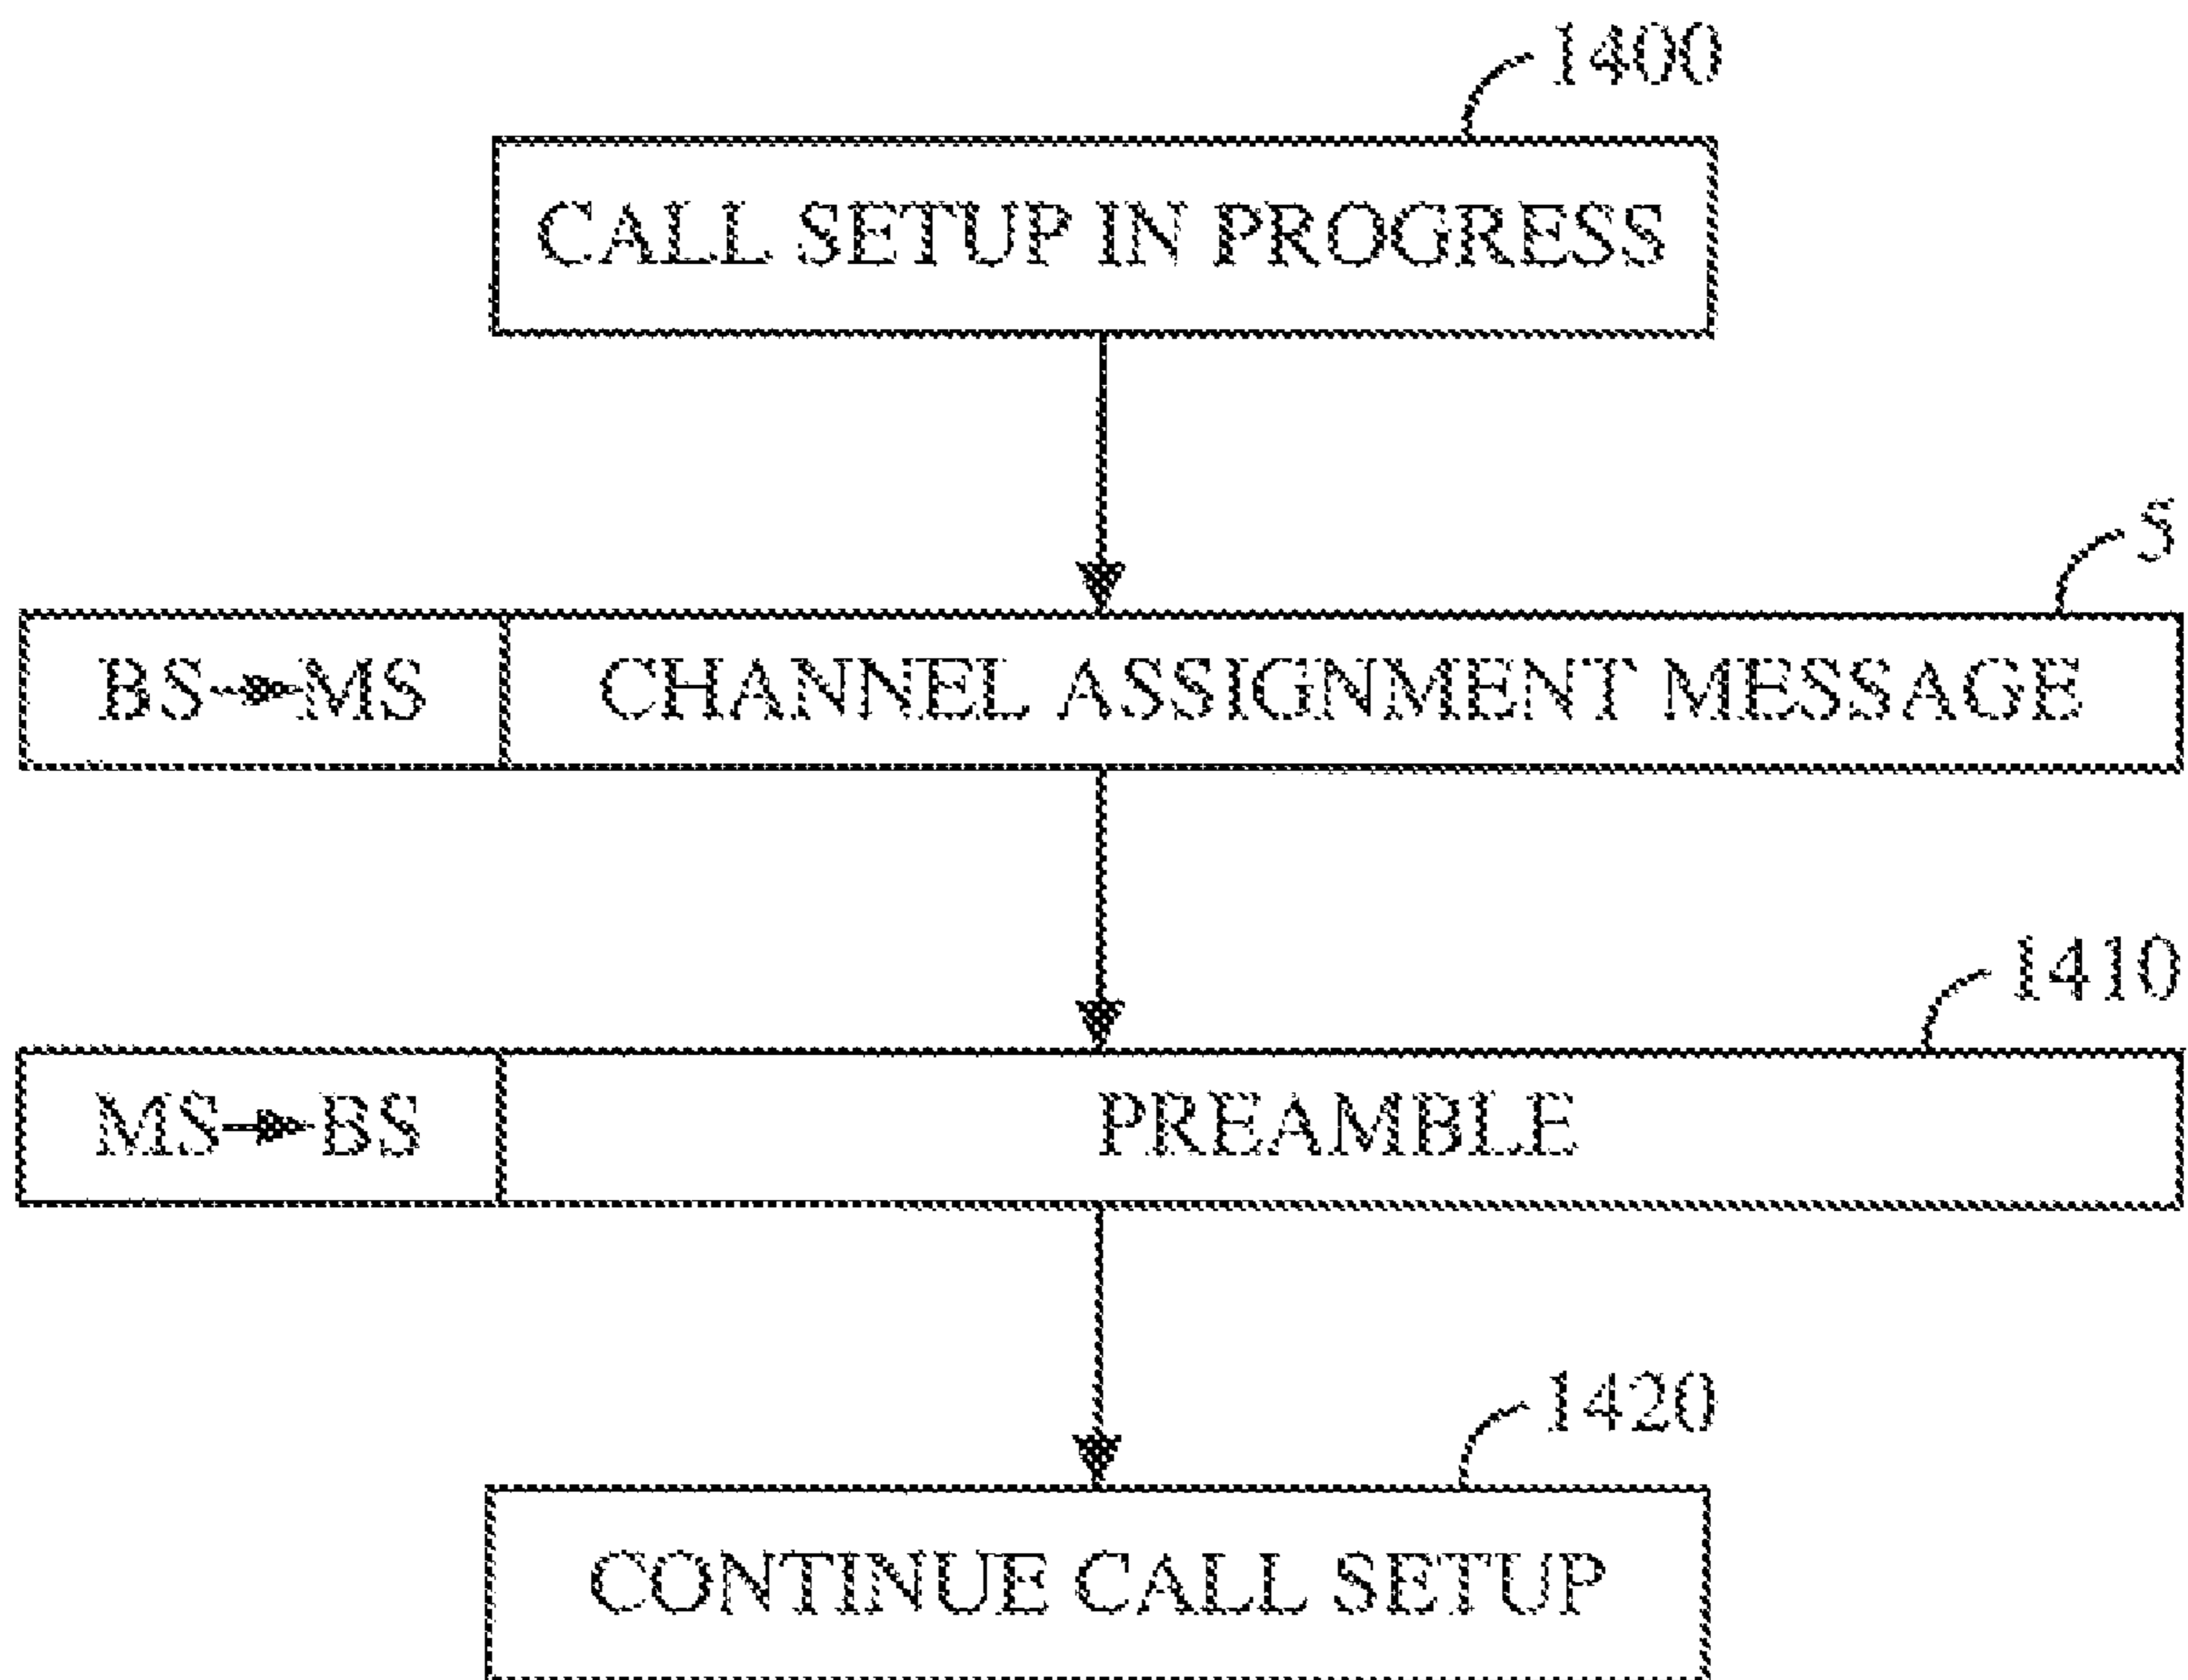 1400
CALL SETUP IN PROGRESS
5
BS→MS CHANNEL ASSIGNMENT MESSAGE
1410
MS→BS PREAMBLE
1420
CONTINUE CALL SETUP